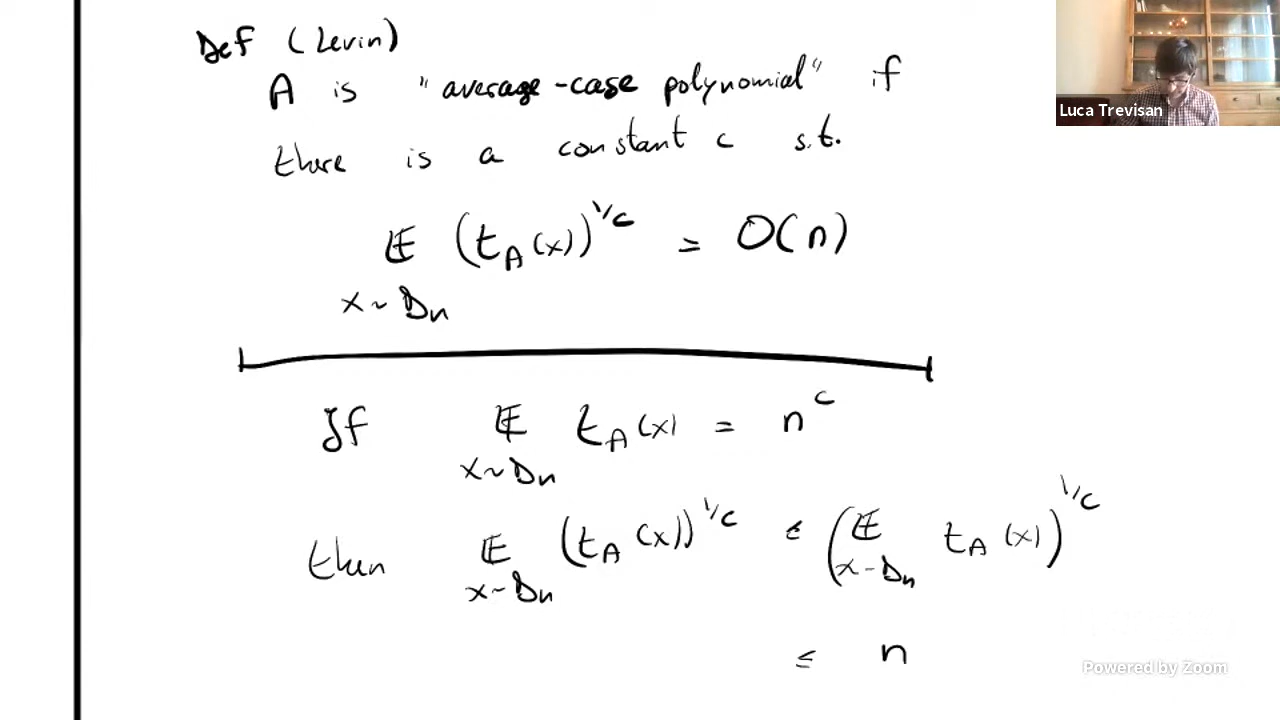 Def (Levin)
A is "average-case polynomial" if
there is a constant c s.t.
𝔼 (t_A(x))^{1/c} = O(n)
x~D_n
If 𝔼 t_A(x) = n^c
x~D_n
then 𝔼 (t_A(x))^{1/c} ≤ (𝔼 t_A(x))^{1/c}
x~D_n x~D_n
≤ n
Luca Trevisan
Powered by Zoom